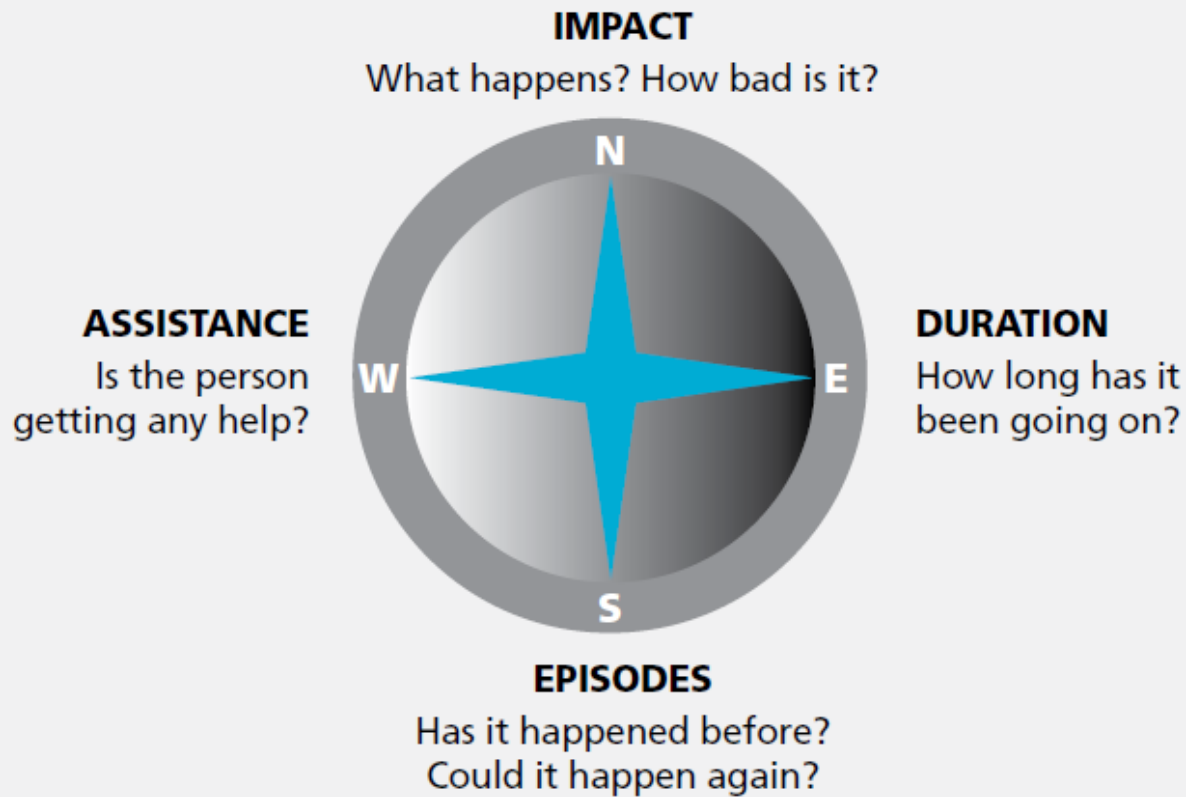 IMPACT
What happens? How bad is it?
N
ASSISTANCE
Is the person
getting any help?
W
E
DURATION
How long has it
been going on?
S
EPISODES
Has it happened before?
Could it happen again?